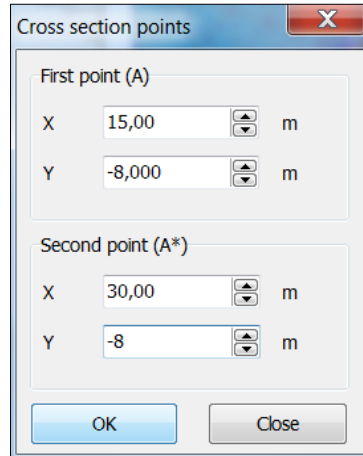 Cross section points
First point (A)
X 15,00 m
Y -8,000 m
Second point (A*)
X 30,00 m
Y -8 m
OK Close